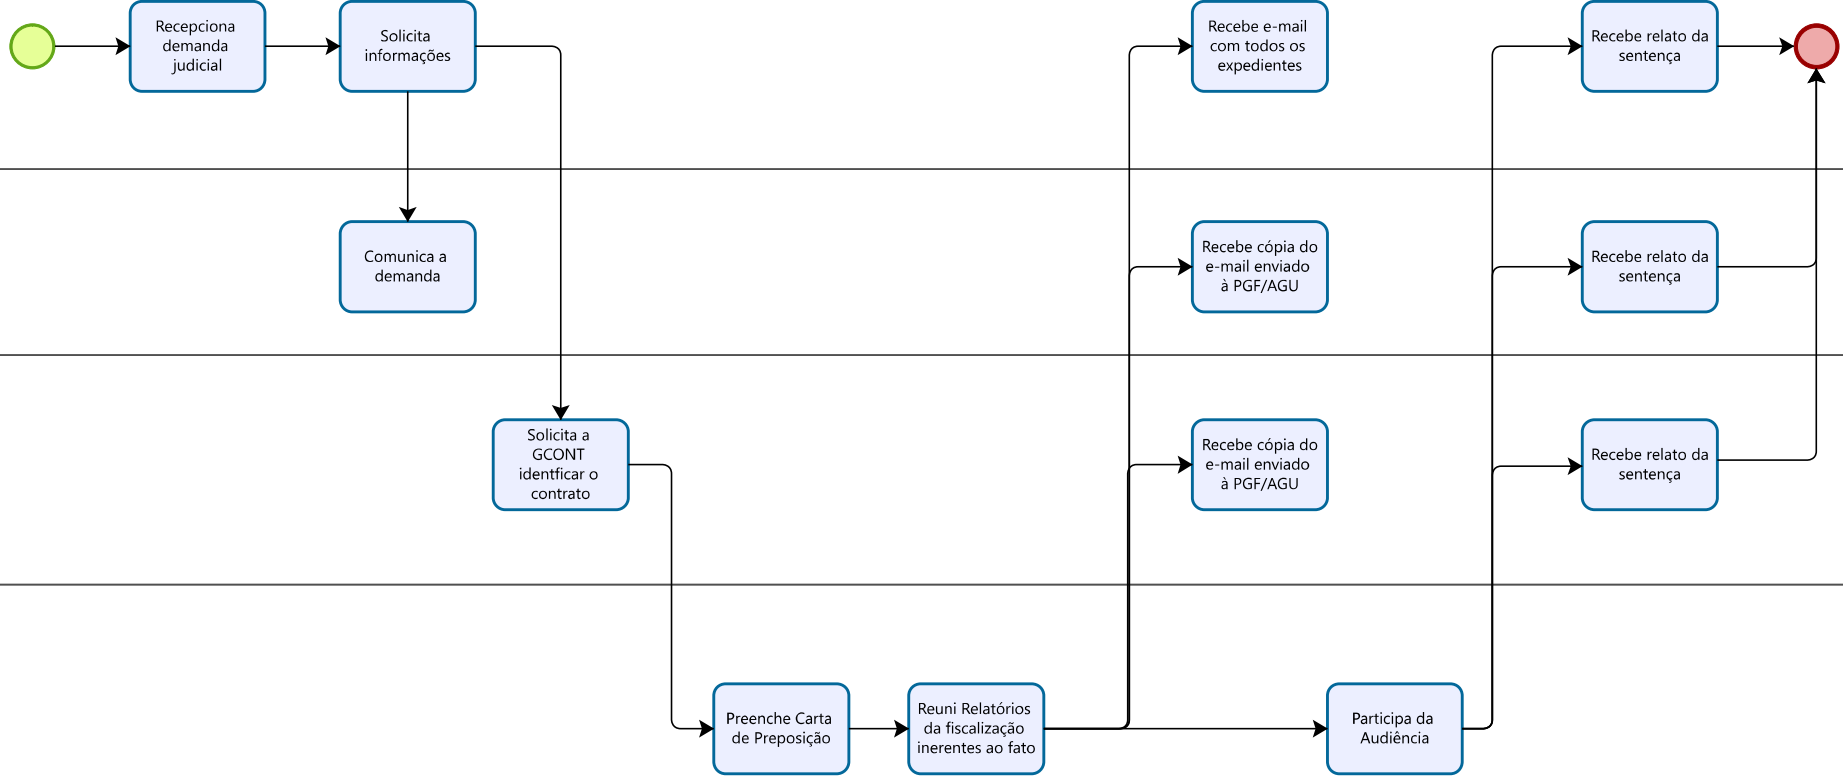 Recepciona
demanda
judicial
Solicita
informações
Recebe e-mail
com todos os
expedientes
Recebe relato da
sentença
Comunica a
demanda
Recebe cópia do
e-mail enviado
à PGF/AGU
Recebe relato da
sentença
Solicita a
GCONT
identficar o
contrato
Recebe cópia do
e-mail enviado
à PGF/AGU
Recebe relato da
sentença
Preenche Carta
de Preposição
Reuni Relatórios
da fiscalização
inerentes ao fato
Participa da
Audiência